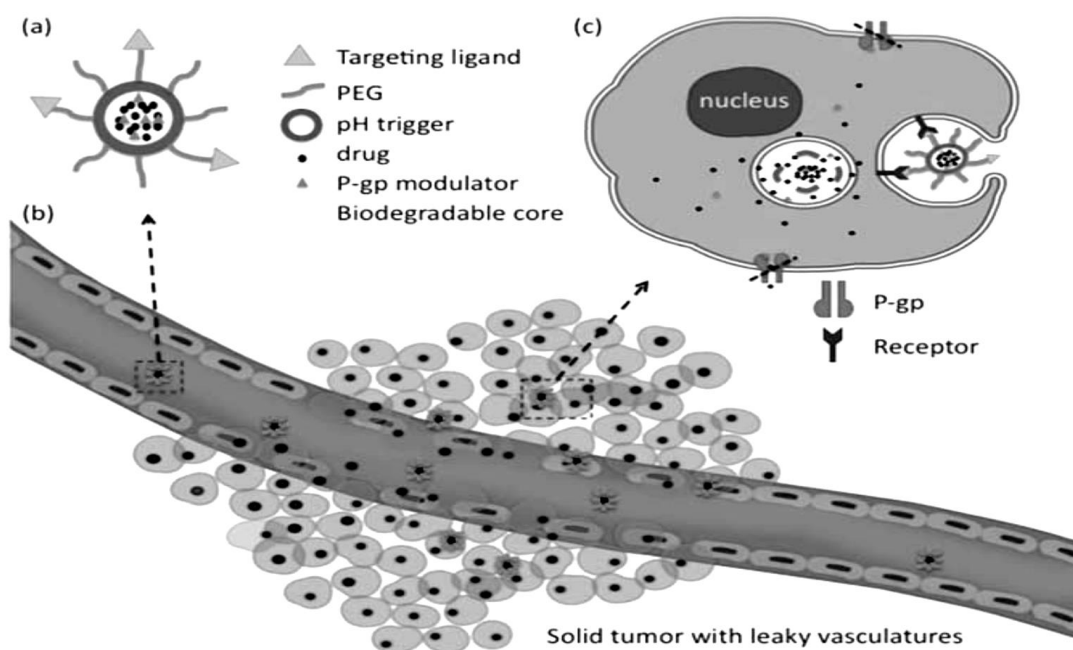 (a)
Targeting ligand
PEG
pH trigger
drug
P-gp modulator
Biodegradable core
(b)
(c)
nucleus
P-gp
Receptor
Solid tumor with leaky vasculatures